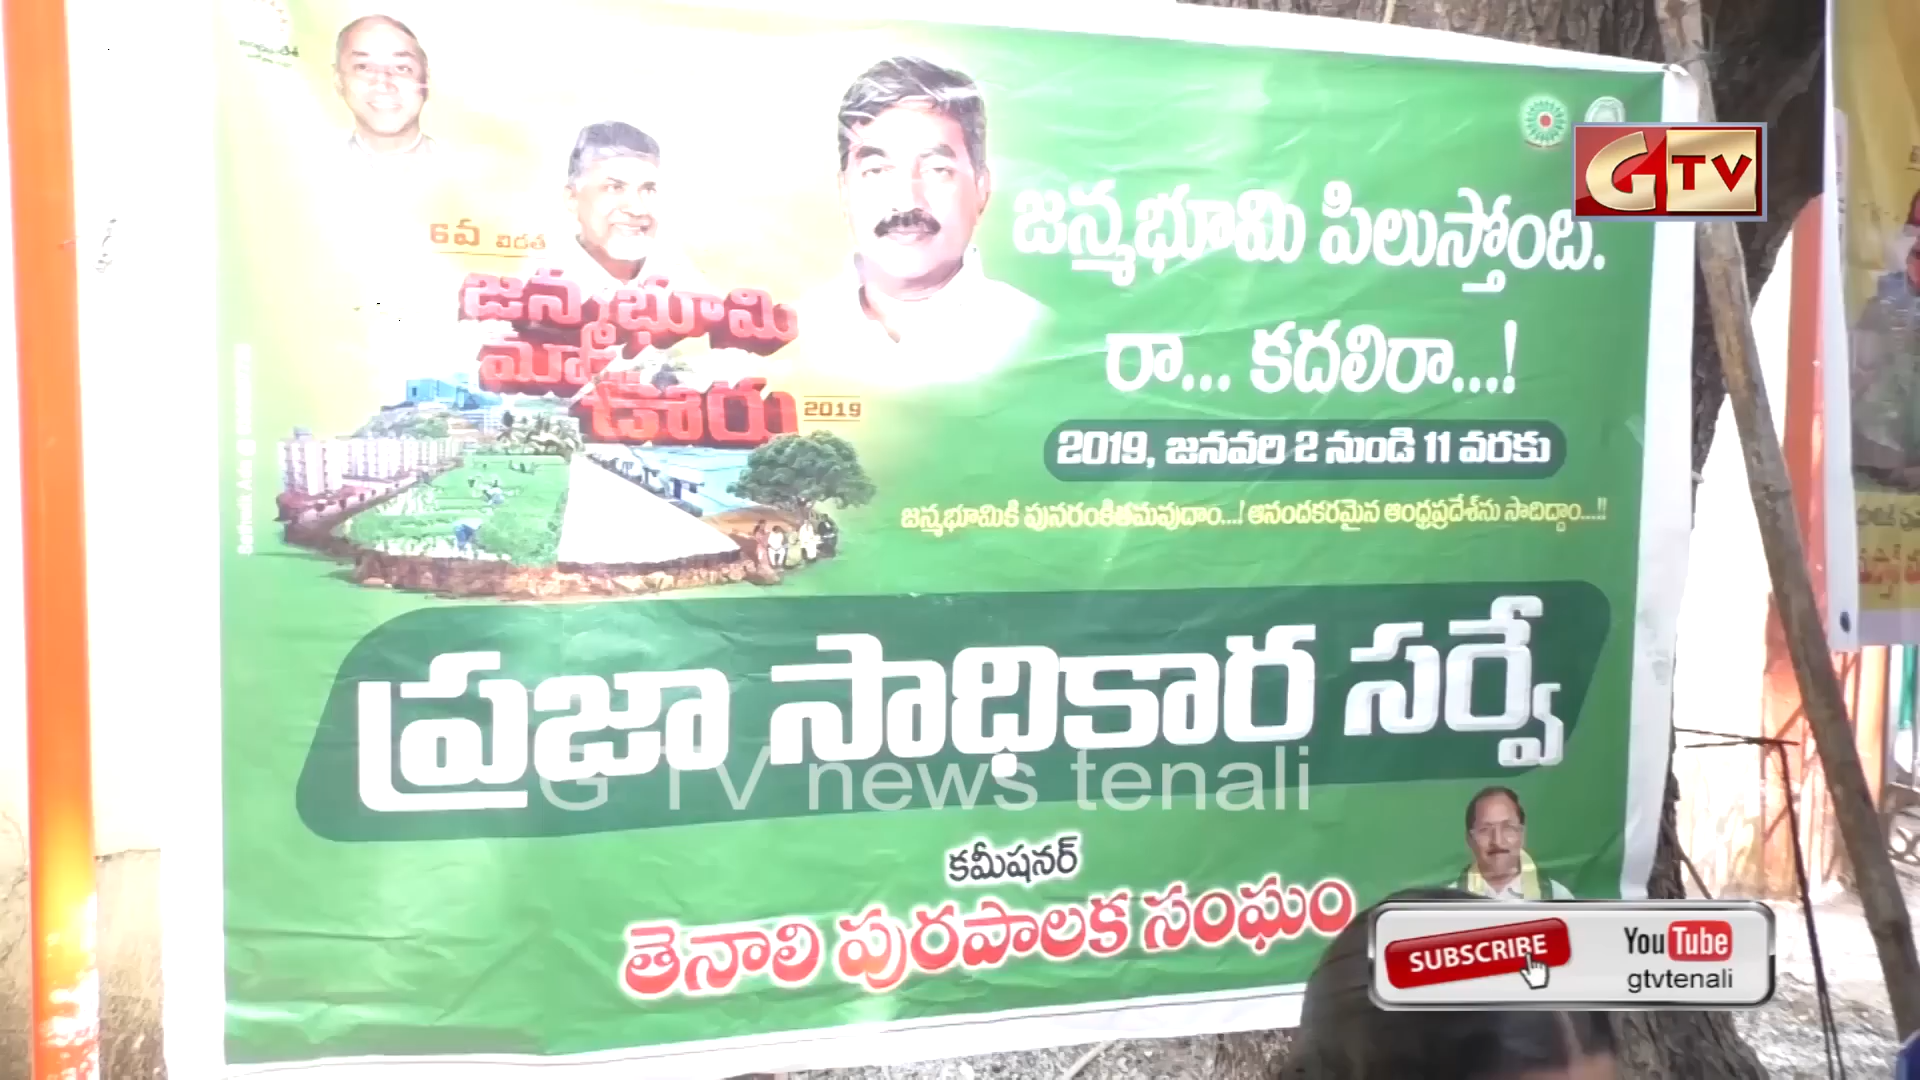 6వ విడత
జన్మభూమి
మా ఊరు
2019
జన్మభూమి పిలుస్తోంది.
రా... కదలిరా...!
2019, జనవరి 2 నుండి 11 వరకు
జన్మభూమికి పునరంకితమవుదాం...! ఆనందకరమైన ఆంధ్రప్రదేశ్‌ను సాధిద్దాం...!!
ప్రజా సాధికార సర్వే
కమీషనర్
తెనాలి పురపాలక సంఘం
GTV
G TV news tenali
SUBSCRIBE
YouTube
gtvtenali